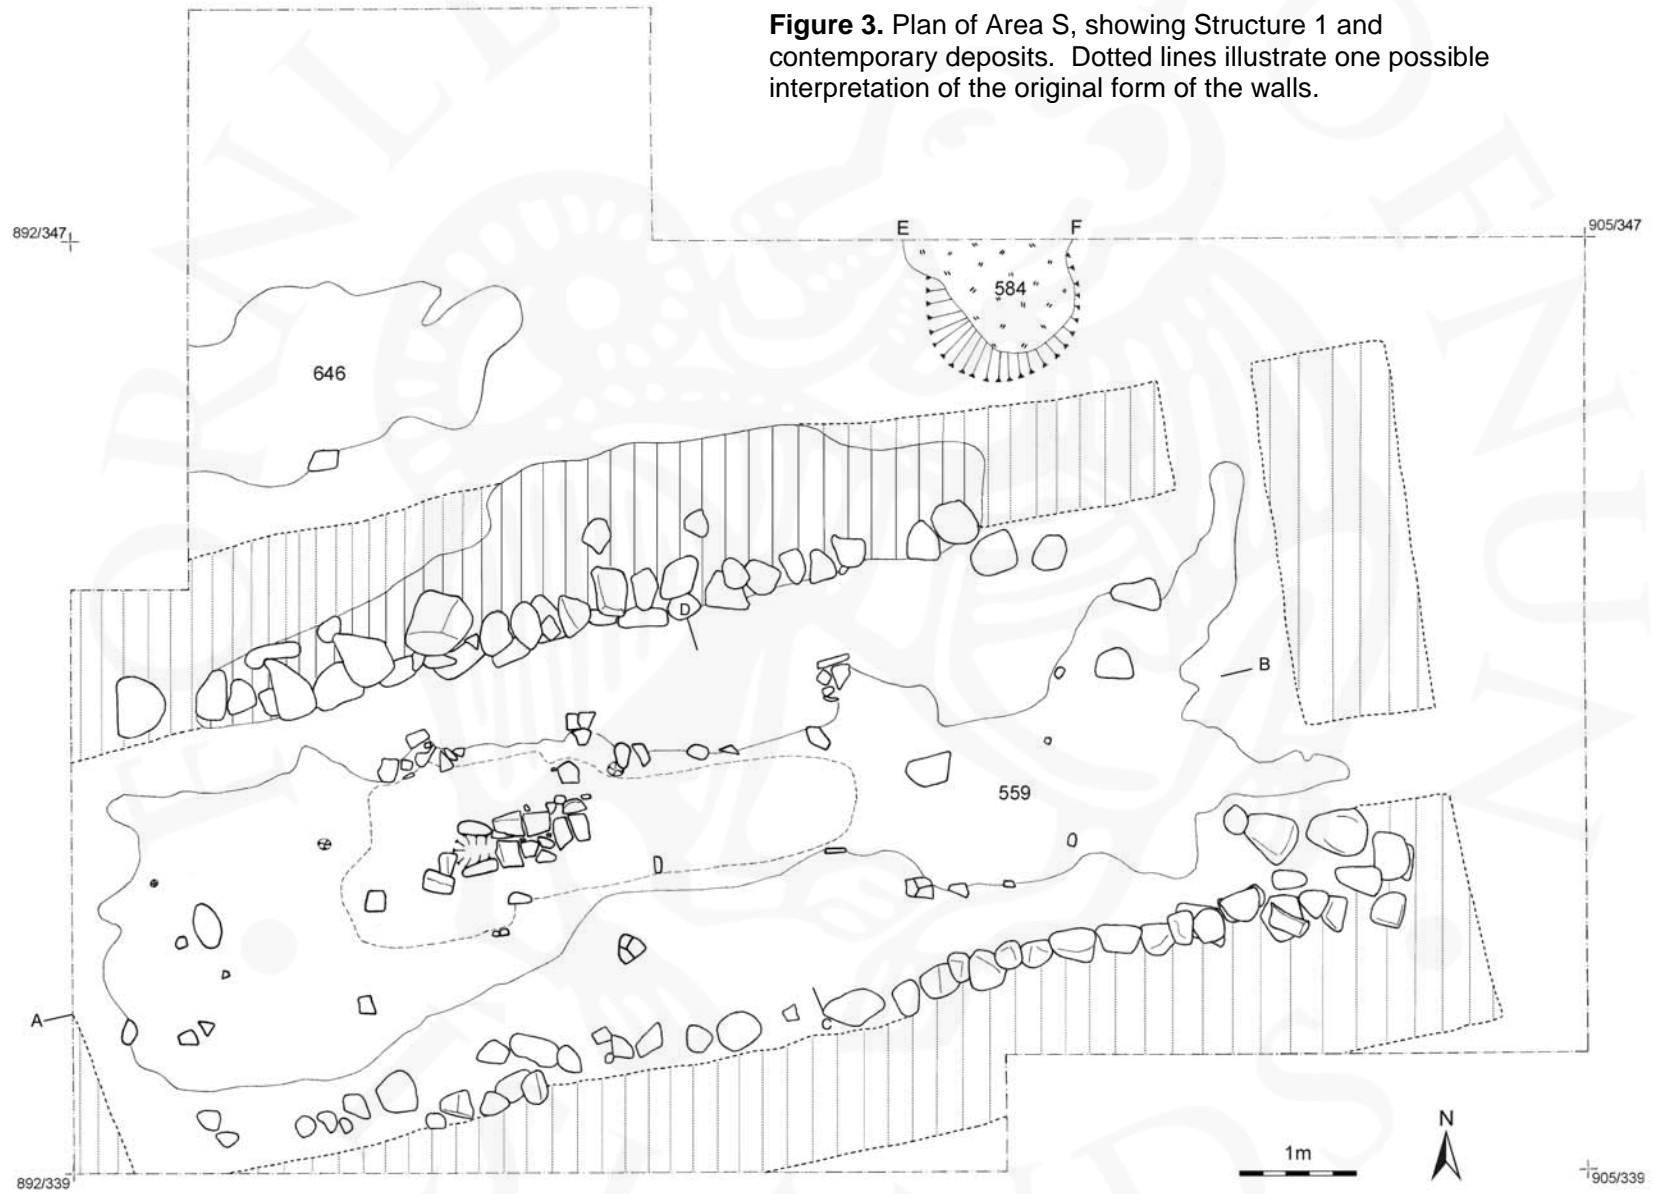 Figure 3. Plan of Area S, showing Structure 1 and
contemporary deposits. Dotted lines illustrate one possible
interpretation of the original form of the walls.
892/347
E
F
905/347
584
646
D
B
559
A
C
N
1m
892/339
905/339